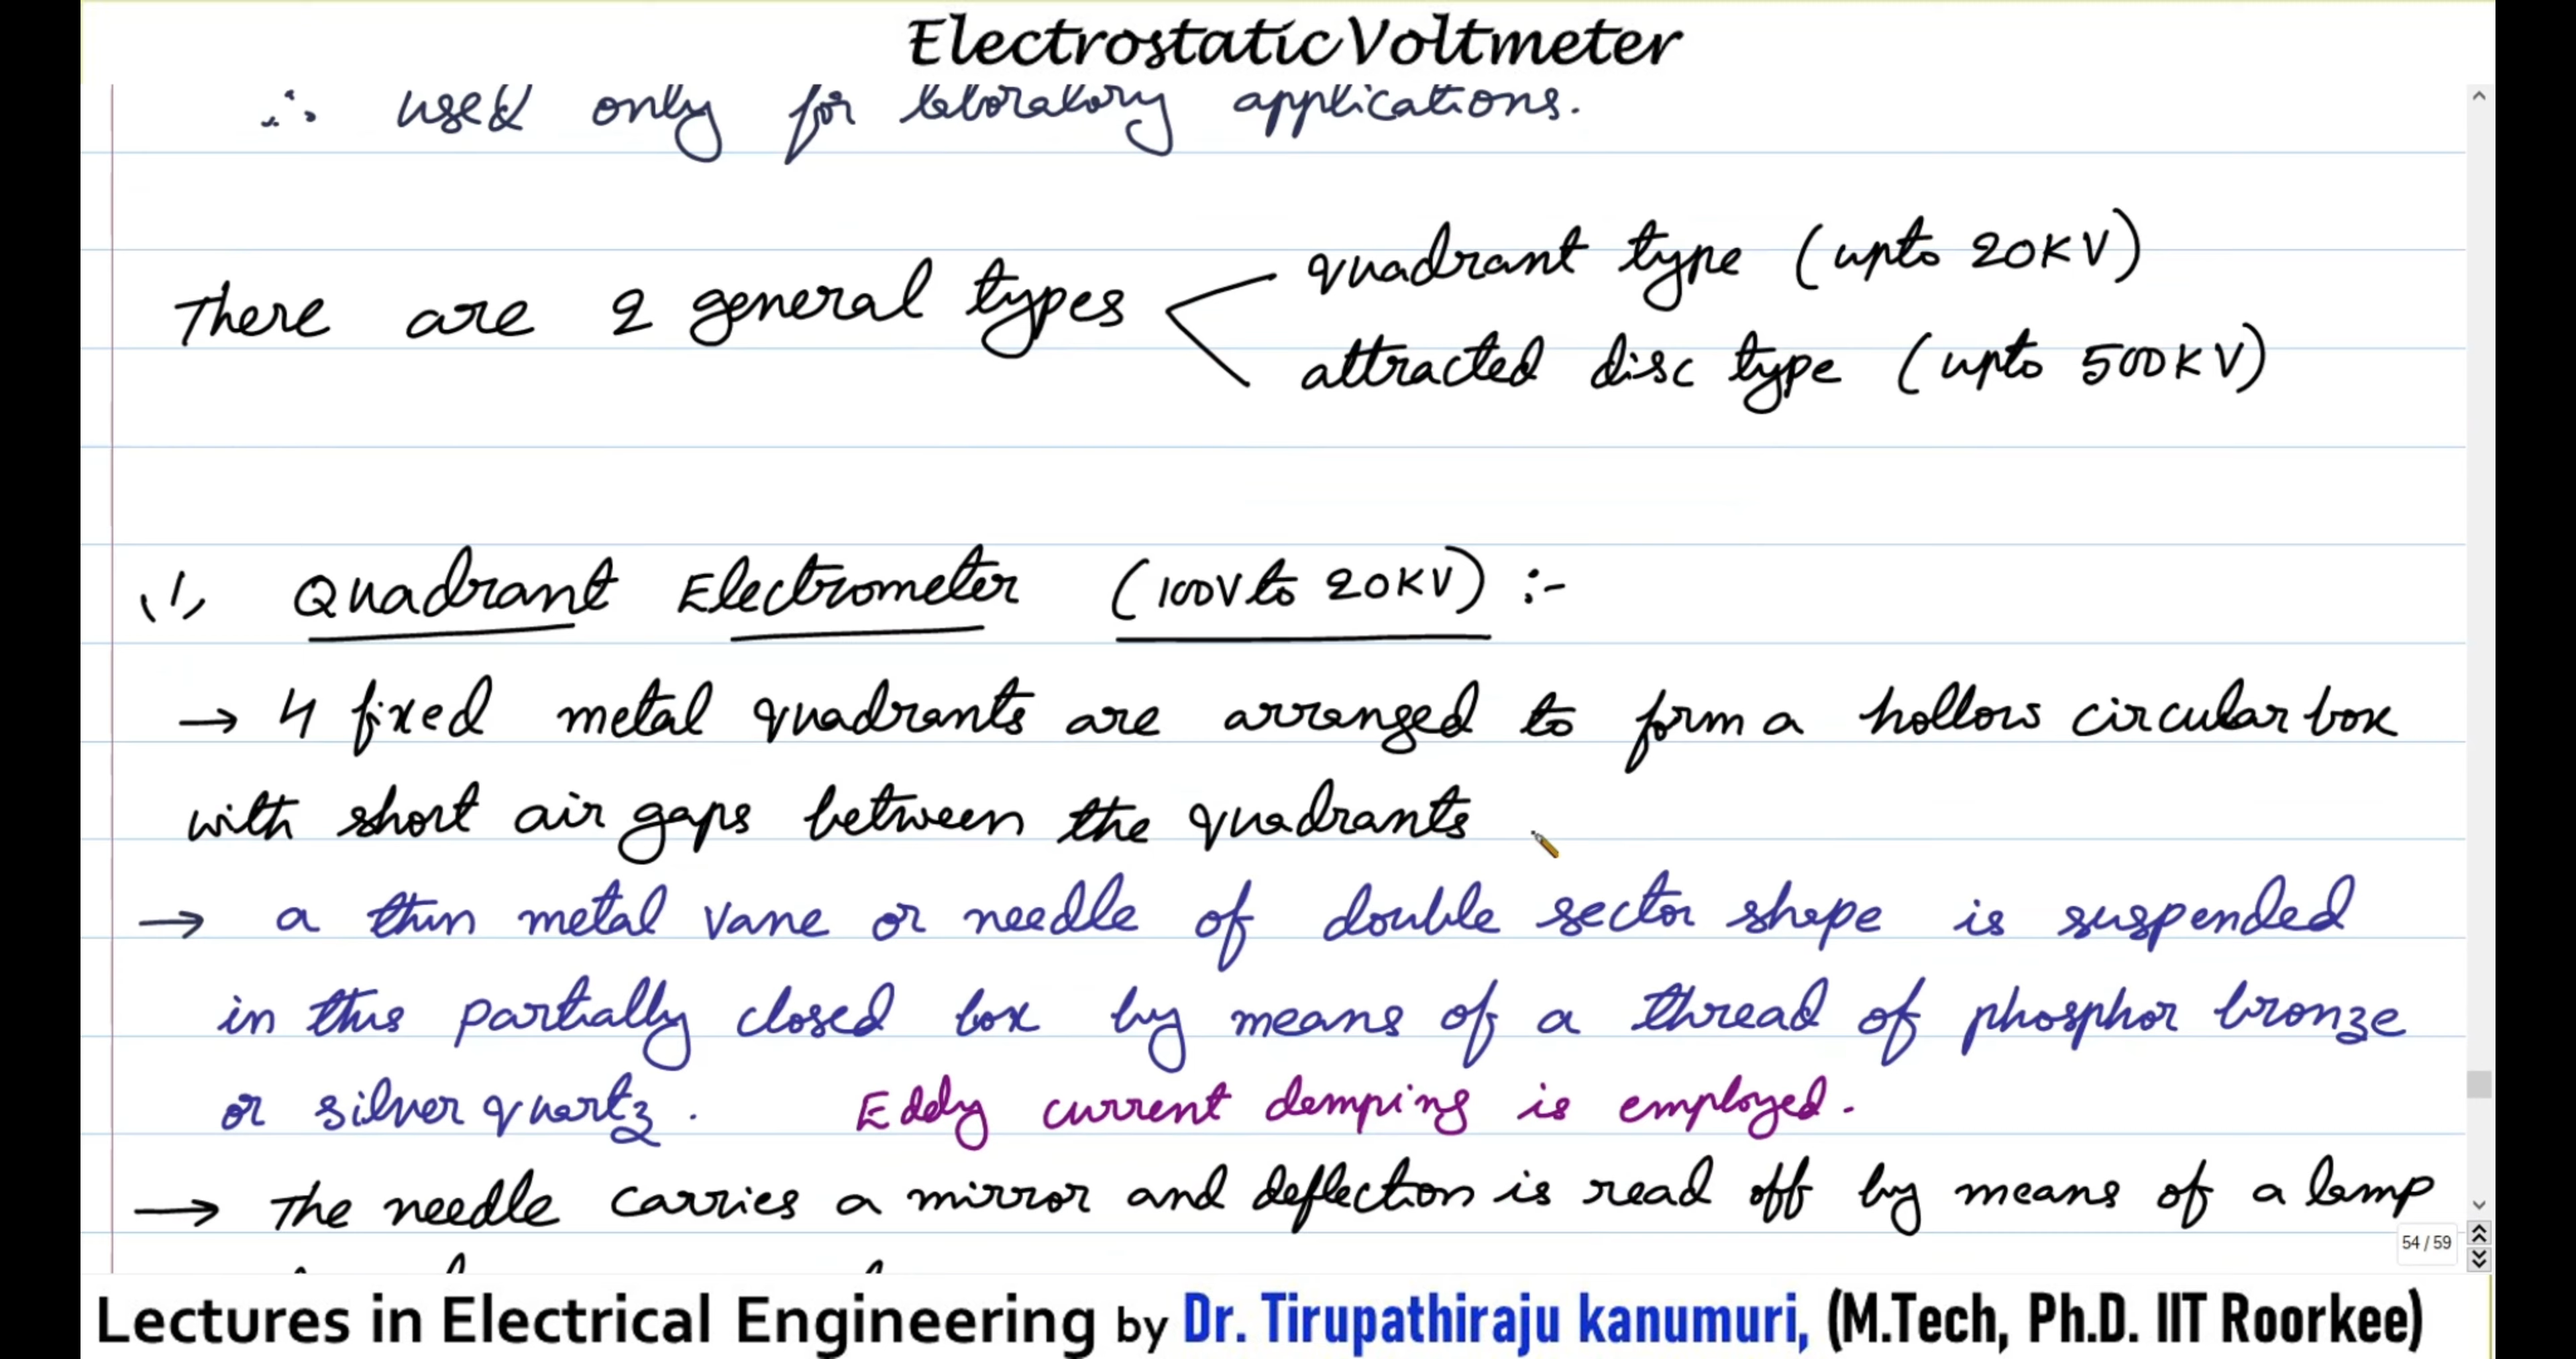 Electrostatic Voltmeter
∴ used only for laboratory applications.
There are 2 general types
quadrant type (upto 20KV)
attracted disc type (upto 500KV)
(1) Quadrant Electrometer (100V to 20KV) :-
→ 4 fixed metal quadrants are arranged to form a hollow circular box
with short air gaps between the quadrants
→ a thin metal vane or needle of double sector shape is suspended
in this partially closed box by means of a thread of phosphor bronze
or silver quartz. Eddy current damping is employed.
→ The needle carries a mirror and deflection is read off by means of a lamp
54 / 59
Lectures in Electrical Engineering by Dr. Tirupathiraju kanumuri, (M.Tech, Ph.D. IIT Roorkee)